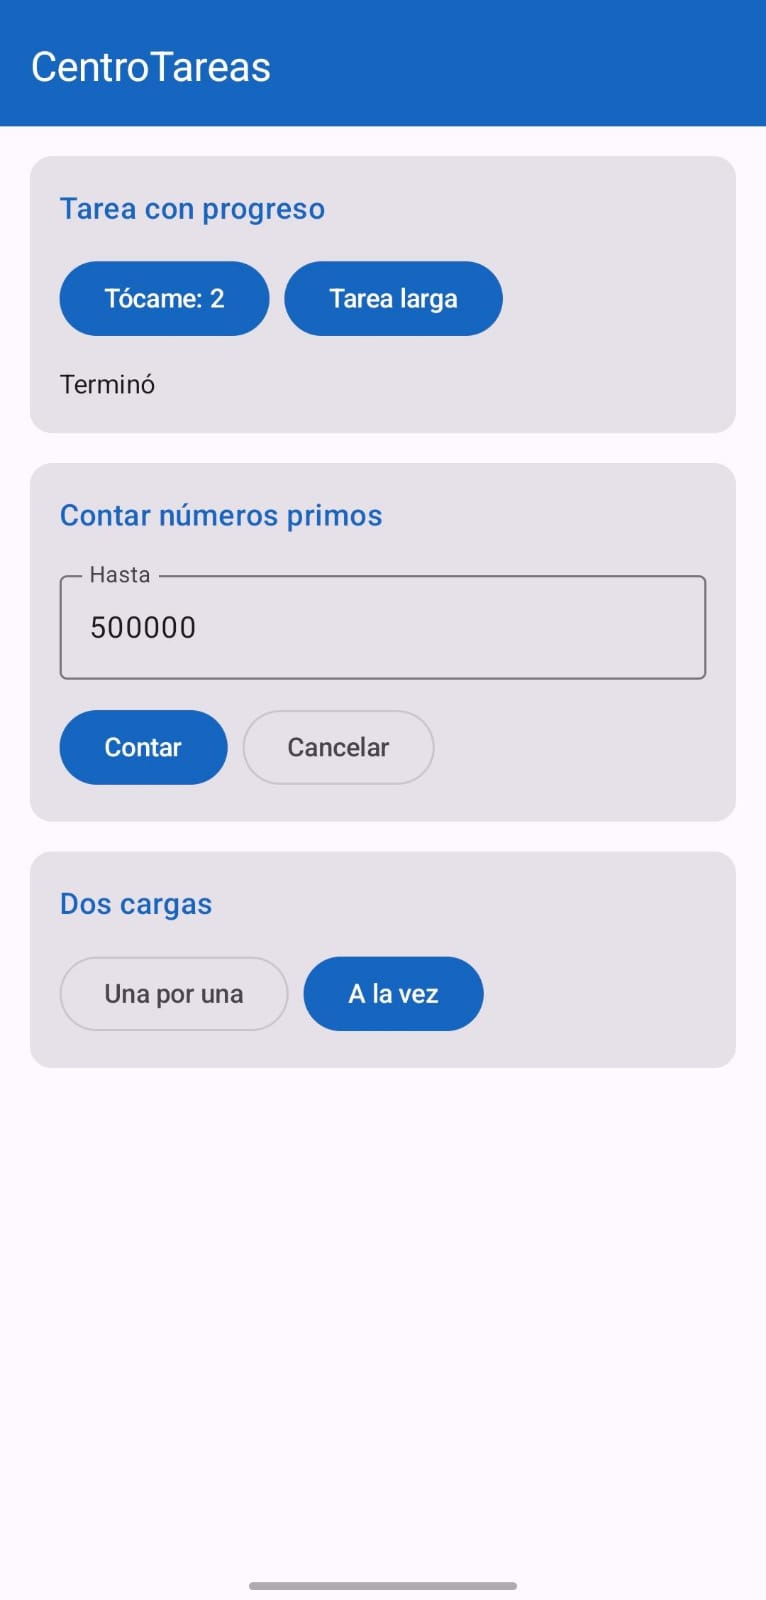 CentroTareas
Tarea con progreso
Tócame: 2 Tarea larga
Terminó
Contar números primos
Hasta
500000
Contar Cancelar
Dos cargas
Una por una A la vez